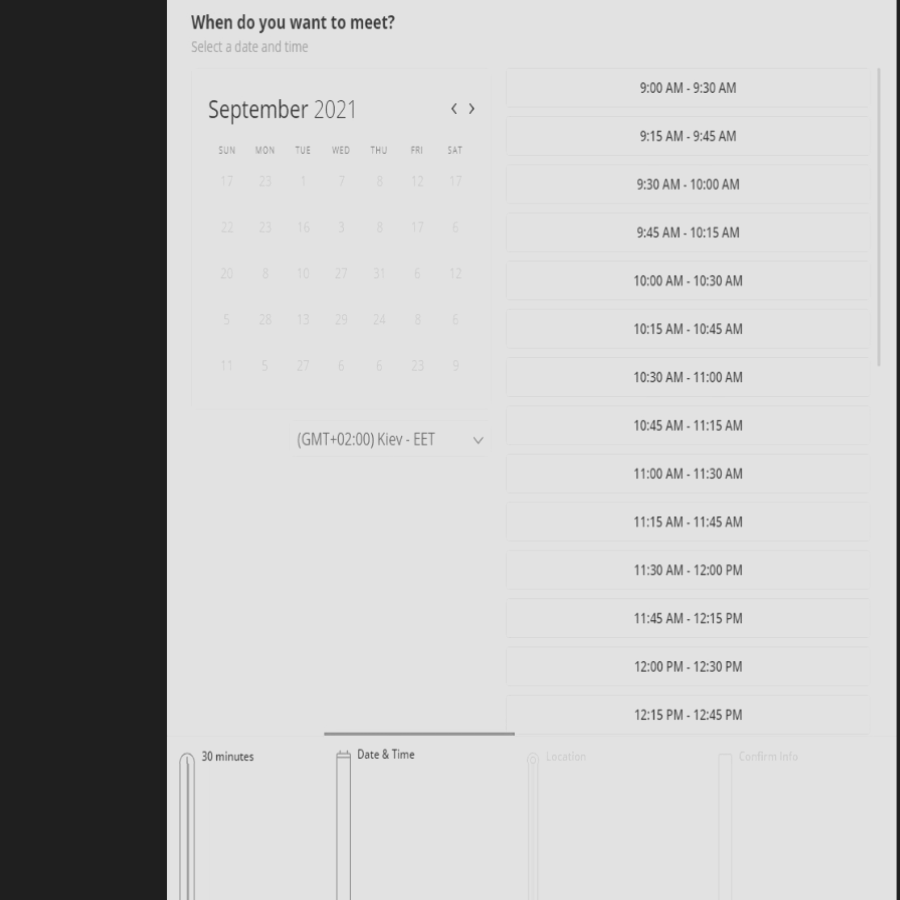 When do you want to meet?
Select a date and time
September 2021
SUN MON TUE WED THU FRI SAT
17 23 1 7 8 12 17
22 23 16 3 8 17 6
20 8 10 27 31 6 12
5 28 13 29 24 8 6
11 5 27 6 6 23 9
(GMT+02:00) Kiev - EET
9:00 AM - 9:30 AM
9:15 AM - 9:45 AM
9:30 AM - 10:00 AM
9:45 AM - 10:15 AM
10:00 AM - 10:30 AM
10:15 AM - 10:45 AM
10:30 AM - 11:00 AM
10:45 AM - 11:15 AM
11:00 AM - 11:30 AM
11:15 AM - 11:45 AM
11:30 AM - 12:00 PM
11:45 AM - 12:15 PM
12:00 PM - 12:30 PM
12:15 PM - 12:45 PM
30 minutes
Date & Time
Location
Confirm Info